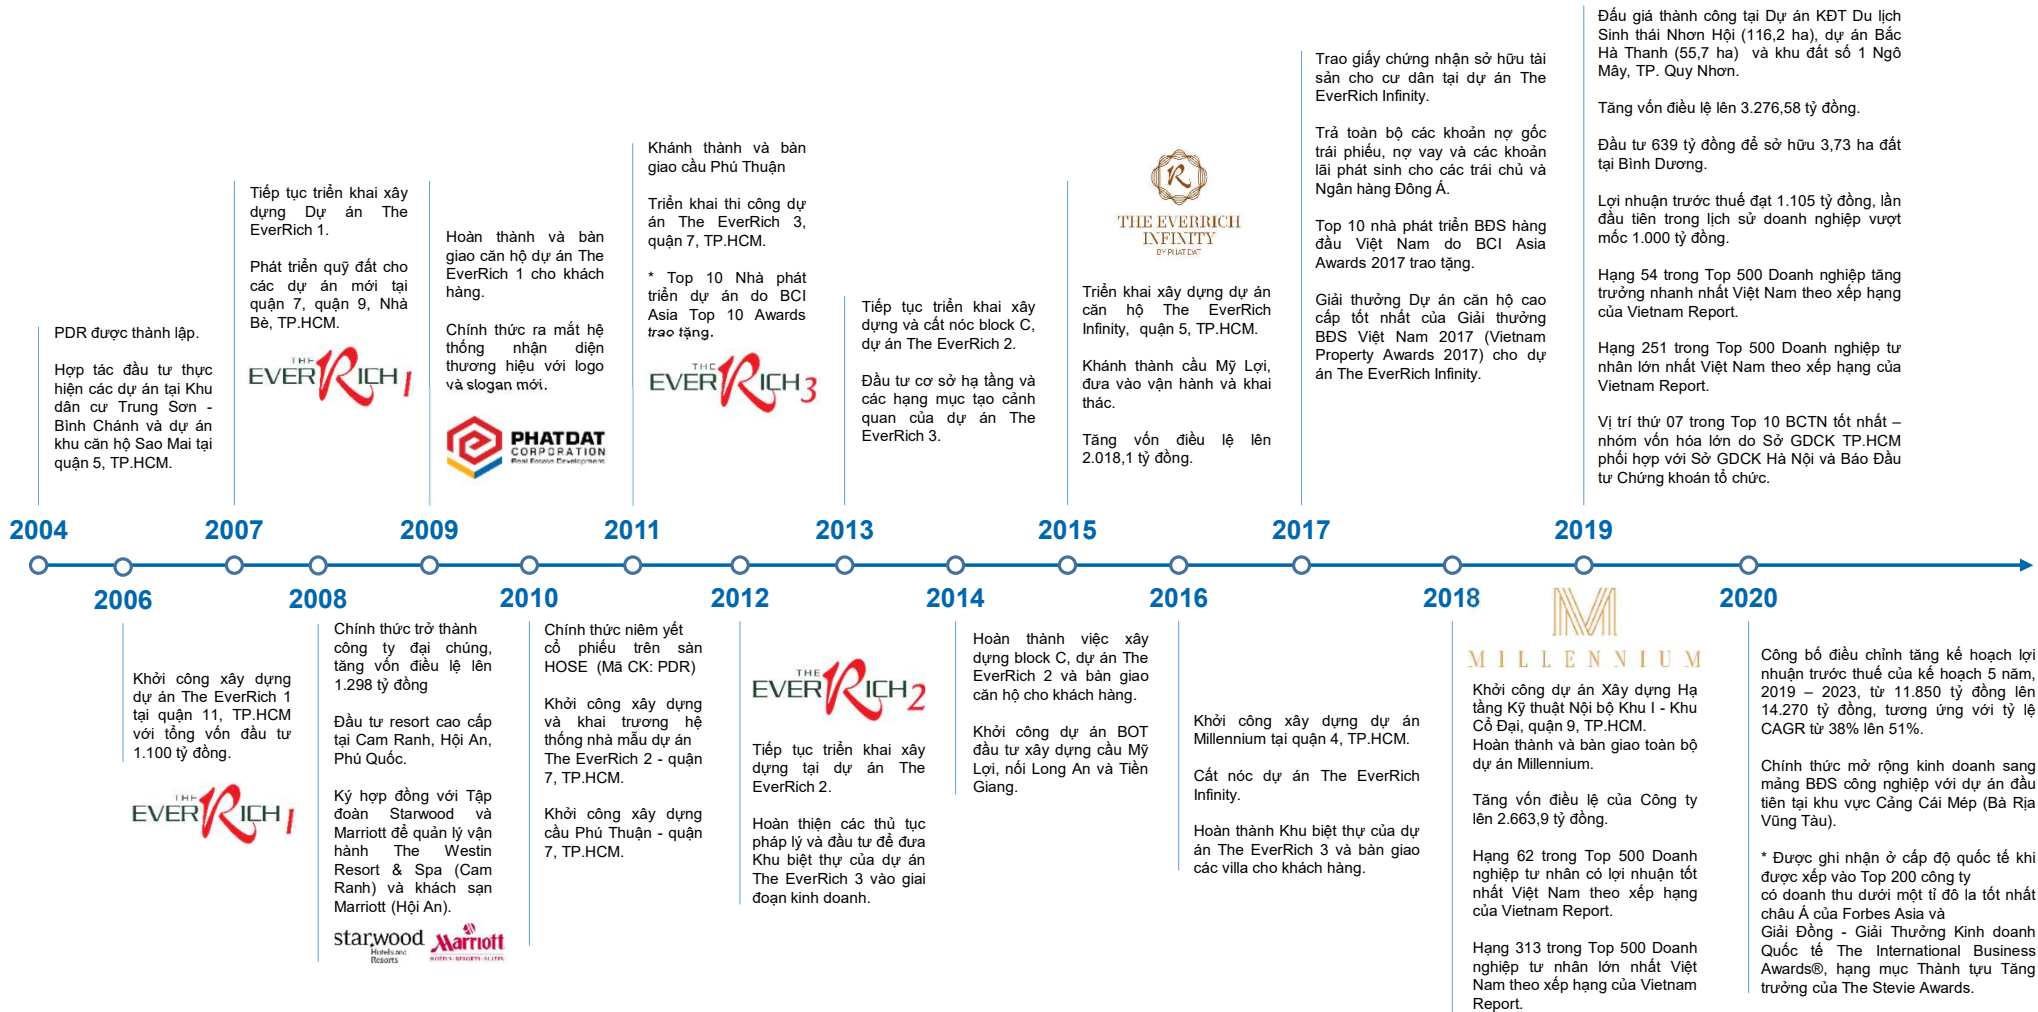 PDR được thành lập.
Hợp tác đầu tư thực
hiện các dự án tại Khu
dân cư Trung Sơn -
Bình Chánh và dự án
khu căn hộ Sao Mai tại
quận 5, TP.HCM.
2004
2006
Khởi công xây dựng
dự án The EverRich 1
tại quận 11, TP.HCM
với tổng vốn đầu tư
1.100 tỷ đồng.
THE
EVERRICH 1
Tiếp tục triển khai xây
dựng Dự án The
EverRich 1.
Phát triển quỹ đất cho
các dự án mới tại
quận 7, quận 9, Nhà
Bè, TP.HCM.
THE
EVERRICH 1
2007
2008
Chính thức trở thành
công ty đại chúng,
tăng vốn điều lệ lên
1.298 tỷ đồng
Đầu tư resort cao cấp
tại Cam Ranh, Hội An,
Phú Quốc.
Ký hợp đồng với Tập
đoàn Starwood và
Marriott để quản lý vận
hành The Westin
Resort & Spa (Cam
Ranh) và khách sạn
Marriott (Hội An).
starwood
Hotels and
Resorts
Marriott
HOTELS · RESORTS · SUITES
Hoàn thành và bàn
giao căn hộ dự án The
EverRich 1 cho khách
hàng.
Chính thức ra mắt hệ
thống nhận diện
thương hiệu với logo
và slogan mới.
PHATDAT
CORPORATION
Real Estate Development
2009
2010
Chính thức niêm yết
cổ phiếu trên sàn
HOSE (Mã CK: PDR)
Khởi công xây dựng
và khai trương hệ
thống nhà mẫu dự án
The EverRich 2 - quận
7, TP.HCM.
Khởi công xây dựng
cầu Phú Thuận - quận
7, TP.HCM.
Khánh thành và bàn
giao cầu Phú Thuận
Triển khai thi công dự
án The EverRich 3,
quận 7, TP.HCM.
* Top 10 Nhà phát
triển dự án do BCI
Asia Top 10 Awards
trao tặng.
THE
EVERRICH 3
2011
2012
THE
EVERRICH 2
Tiếp tục triển khai xây
dựng tại dự án The
EverRich 2.
Hoàn thiện các thủ tục
pháp lý và đầu tư để đưa
Khu biệt thự của dự án
The EverRich 3 vào giai
đoạn kinh doanh.
Tiếp tục triển khai xây
dựng và cất nóc block C,
dự án The EverRich 2.
Đầu tư cơ sở hạ tầng và
các hạng mục tạo cảnh
quan của dự án The
EverRich 3.
2013
2014
Hoàn thành việc xây
dựng block C, dự án The
EverRich 2 và bàn giao
căn hộ cho khách hàng.
Khởi công dự án BOT
đầu tư xây dựng cầu Mỹ
Lợi, nối Long An và Tiền
Giang.
R
THE EVERRICH
INFINITY
BY PHAT DAT
Triển khai xây dựng dự án
căn hộ The EverRich
Infinity, quận 5, TP.HCM.
Khánh thành cầu Mỹ Lợi,
đưa vào vận hành và khai
thác.
Tăng vốn điều lệ lên
2.018,1 tỷ đồng.
2015
2016
Khởi công xây dựng dự án
Millennium tại quận 4, TP.HCM.
Cất nóc dự án The EverRich
Infinity.
Hoàn thành Khu biệt thự của dự
án The EverRich 3 và bàn giao
các villa cho khách hàng.
Trao giấy chứng nhận sở hữu tài
sản cho cư dân tại dự án The
EverRich Infinity.
Trả toàn bộ các khoản nợ gốc
trái phiếu, nợ vay và các khoản
lãi phát sinh cho các trái chủ và
Ngân hàng Đông Á.
Top 10 nhà phát triển BĐS hàng
đầu Việt Nam do BCI Asia
Awards 2017 trao tặng.
Giải thưởng Dự án căn hộ cao
cấp tốt nhất của Giải thưởng
BĐS Việt Nam 2017 (Vietnam
Property Awards 2017) cho dự
án The EverRich Infinity.
2017
2018
MILLENNIUM
Khởi công dự án Xây dựng Hạ
tầng Kỹ thuật Nội bộ Khu I - Khu
Cổ Đại, quận 9, TP.HCM.
Hoàn thành và bàn giao toàn bộ
dự án Millennium.
Tăng vốn điều lệ của Công ty
lên 2.663,9 tỷ đồng.
Hạng 62 trong Top 500 Doanh
nghiệp tư nhân có lợi nhuận tốt
nhất Việt Nam theo xếp hạng
của Vietnam Report.
Hạng 313 trong Top 500 Doanh
nghiệp tư nhân lớn nhất Việt
Nam theo xếp hạng của Vietnam
Report.
Đấu giá thành công tại Dự án KĐT Du lịch
Sinh thái Nhơn Hội (116,2 ha), dự án Bắc
Hà Thanh (55,7 ha) và khu đất số 1 Ngô
Mây, TP. Quy Nhơn.
Tăng vốn điều lệ lên 3.276,58 tỷ đồng.
Đầu tư 639 tỷ đồng để sở hữu 3,73 ha đất
tại Bình Dương.
Lợi nhuận trước thuế đạt 1.105 tỷ đồng, lần
đầu tiên trong lịch sử doanh nghiệp vượt
mốc 1.000 tỷ đồng.
Hạng 54 trong Top 500 Doanh nghiệp tăng
trưởng nhanh nhất Việt Nam theo xếp hạng
của Vietnam Report.
Hạng 251 trong Top 500 Doanh nghiệp tư
nhân lớn nhất Việt Nam theo xếp hạng của
Vietnam Report.
Vị trí thứ 07 trong Top 10 BCTN tốt nhất –
nhóm vốn hóa lớn do Sở GDCK TP.HCM
phối hợp với Sở GDCK Hà Nội và Báo Đầu
tư Chứng khoán tổ chức.
2019
2020
Công bố điều chỉnh tăng kế hoạch lợi
nhuận trước thuế của kế hoạch 5 năm,
2019 – 2023, từ 11.850 tỷ đồng lên
14.270 tỷ đồng, tương ứng với tỷ lệ
CAGR từ 38% lên 51%.
Chính thức mở rộng kinh doanh sang
mảng BĐS công nghiệp với dự án đầu
tiên tại khu vực Cảng Cái Mép (Bà Rịa
Vũng Tàu).
* Được ghi nhận ở cấp độ quốc tế khi
được xếp vào Top 200 công ty
có doanh thu dưới một tỉ đô la tốt nhất
châu Á của Forbes Asia và
Giải Đồng - Giải Thưởng Kinh doanh
Quốc tế The International Business
Awards®, hạng mục Thành tựu Tăng
trưởng của The Stevie Awards.